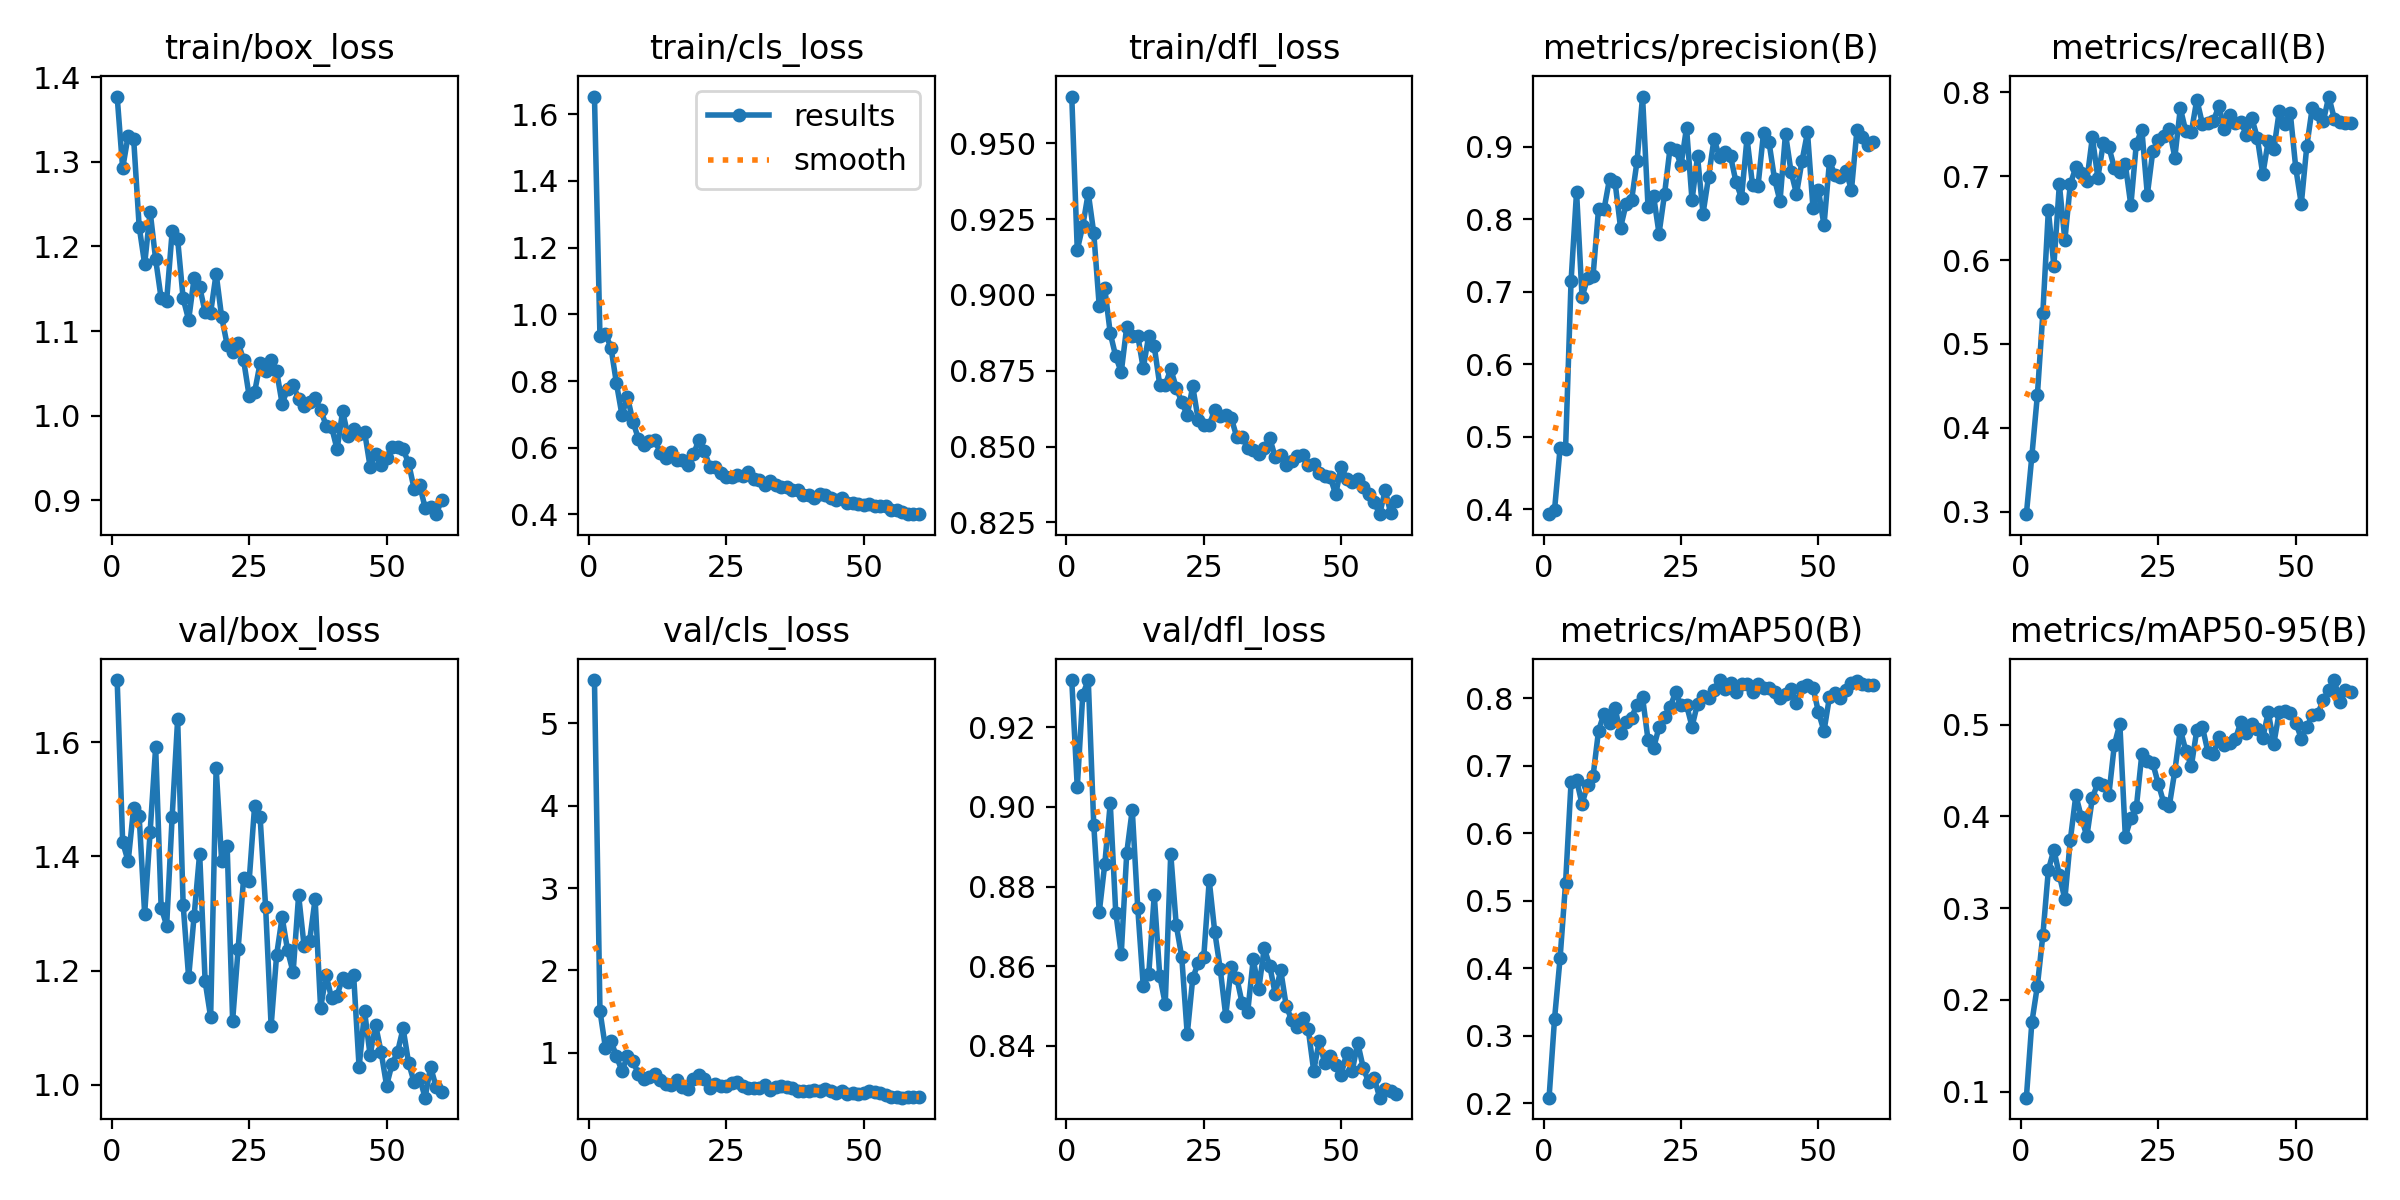 train/box_loss
1.4
1.3
1.2
1.1
1.0
0.9
0 25 50
train/cls_loss
results
smooth
1.6
1.4
1.2
1.0
0.8
0.6
0.4
0 25 50
train/dfl_loss
0.950
0.925
0.900
0.875
0.850
0.825
0 25 50
metrics/precision(B)
0.9
0.8
0.7
0.6
0.5
0.4
0 25 50
metrics/recall(B)
0.8
0.7
0.6
0.5
0.4
0.3
0 25 50
val/box_loss
1.6
1.4
1.2
1.0
0 25 50
val/cls_loss
5
4
3
2
1
0 25 50
val/dfl_loss
0.92
0.90
0.88
0.86
0.84
0 25 50
metrics/mAP50(B)
0.8
0.7
0.6
0.5
0.4
0.3
0.2
0 25 50
metrics/mAP50-95(B)
0.5
0.4
0.3
0.2
0.1
0 25 50